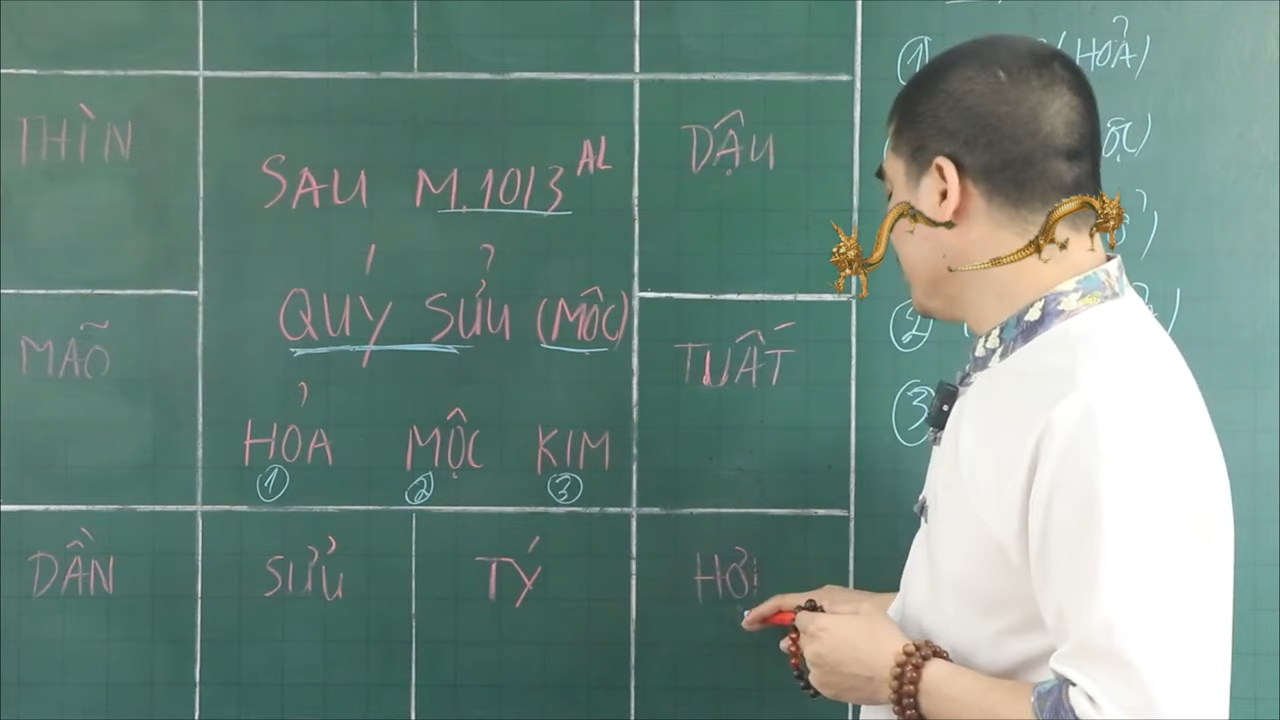 THÌN
SAU M.1013 AL
DẬU
QUÝ SỬU (MỘC)
MÃO
TUẤT
HỎA MỘC KIM
① ② ③
DẦN
SỬU
TÝ
HỢI
① (HỎA)
②
③